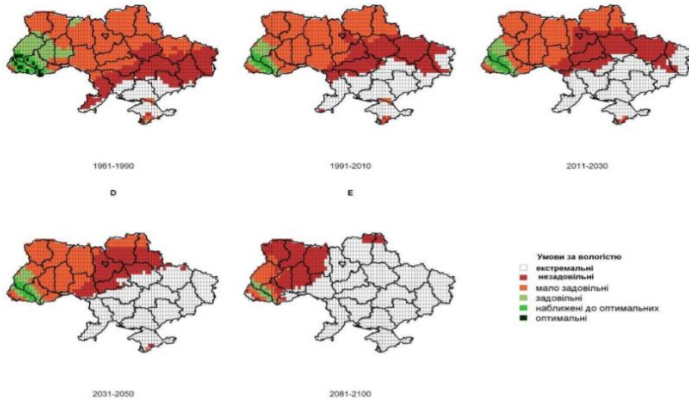 1961-1990
1991-2010
2011-2030
D
E
Умови за вологістю
екстремальні
незадовільні
мало задовільні
задовільні
наближені до оптимальних
оптимальні
2031-2050
2081-2100